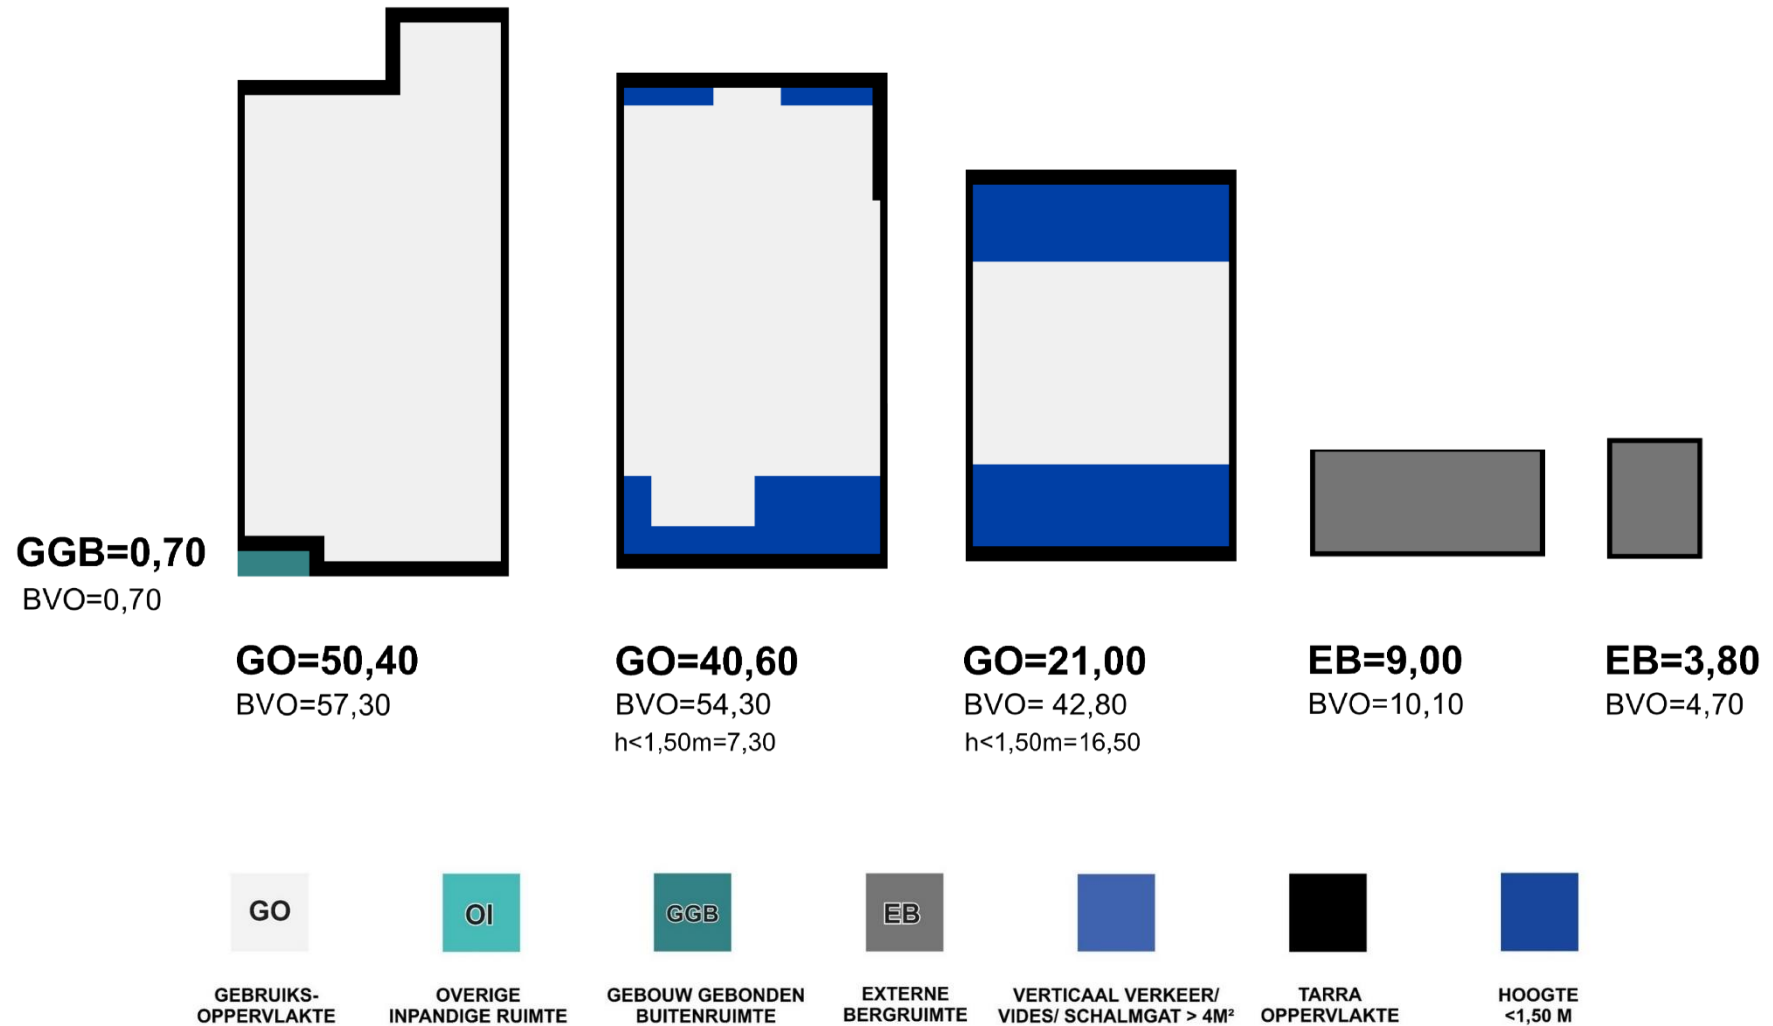 GGB=0,70
BVO=0,70
GO=50,40
BVO=57,30
GO=40,60
BVO=54,30
h<1,50m=7,30
GO=21,00
BVO= 42,80
h<1,50m=16,50
EB=9,00
BVO=10,10
EB=3,80
BVO=4,70
GO
GEBRUIKS-
OPPERVLAKTE
OI
OVERIGE
INPANDIGE RUIMTE
GGB
GEBOUW GEBONDEN
BUITENRUIMTE
EB
EXTERNE
BERGRUIMTE
VERTICAAL VERKEER/
VIDES/ SCHALMGAT > 4M²
TARRA
OPPERVLAKTE
HOOGTE
<1,50 M